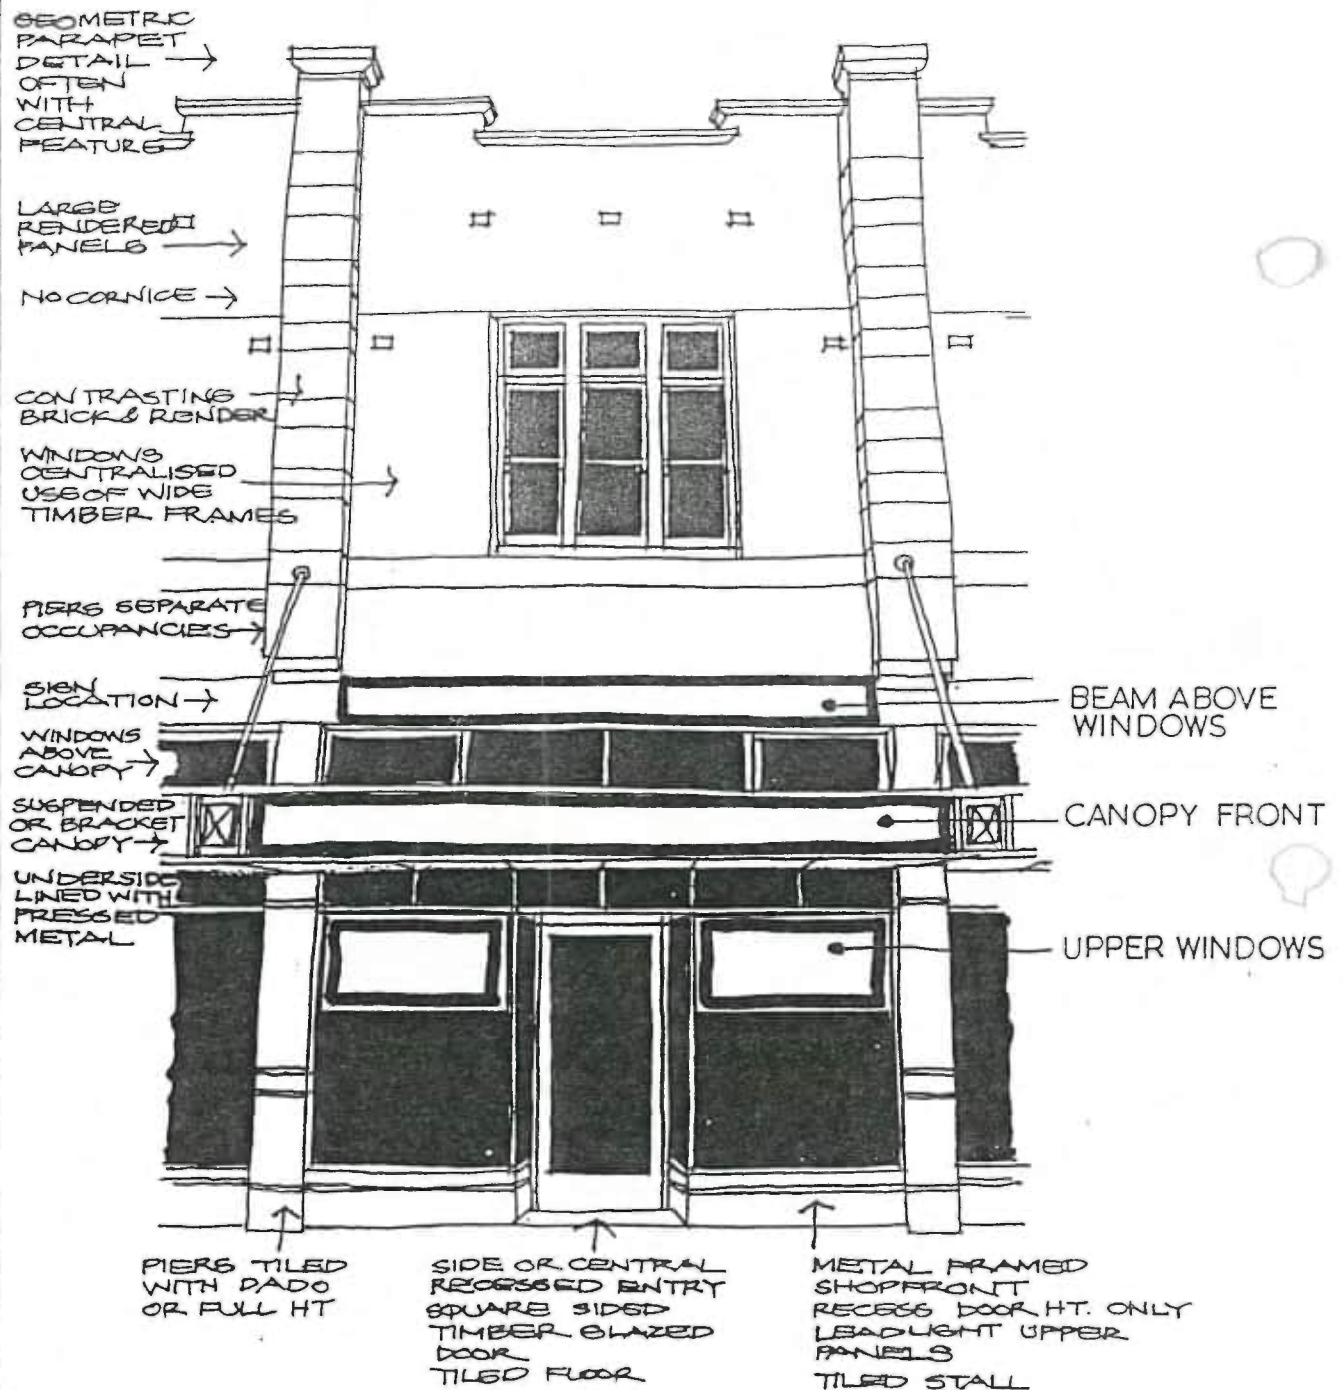 GEOMETRIC
PARAPET
DETAIL
OFTEN
WITH
CENTRAL
FEATURE
LARGE
RENDERED
PANELS
NO CORNICE
CONTRASTING
BRICK & RENDER
WINDOWS
CENTRALISED
USE OF WIDE
TIMBER FRAMES
PIERS SEPARATE
OCCUPANCIES
SIGN
LOCATION
WINDOWS
ABOVE
CANOPY
SUSPENDED
OR BRACKET
CANOPY
UNDERSIDE
LINED WITH
PRESSED
METAL
BEAM ABOVE
WINDOWS
CANOPY FRONT
UPPER WINDOWS
PIERS TILED
WITH DADO
OR FULL HT
SIDE OR CENTRAL
RECESSED ENTRY
SQUARE SIDED
TIMBER GLAZED
DOOR
TILED FLOOR
METAL FRAMED
SHOPFRONT
RECESS DOOR HT. ONLY
LEADLIGHT UPPER
PANELS
TILED STALL